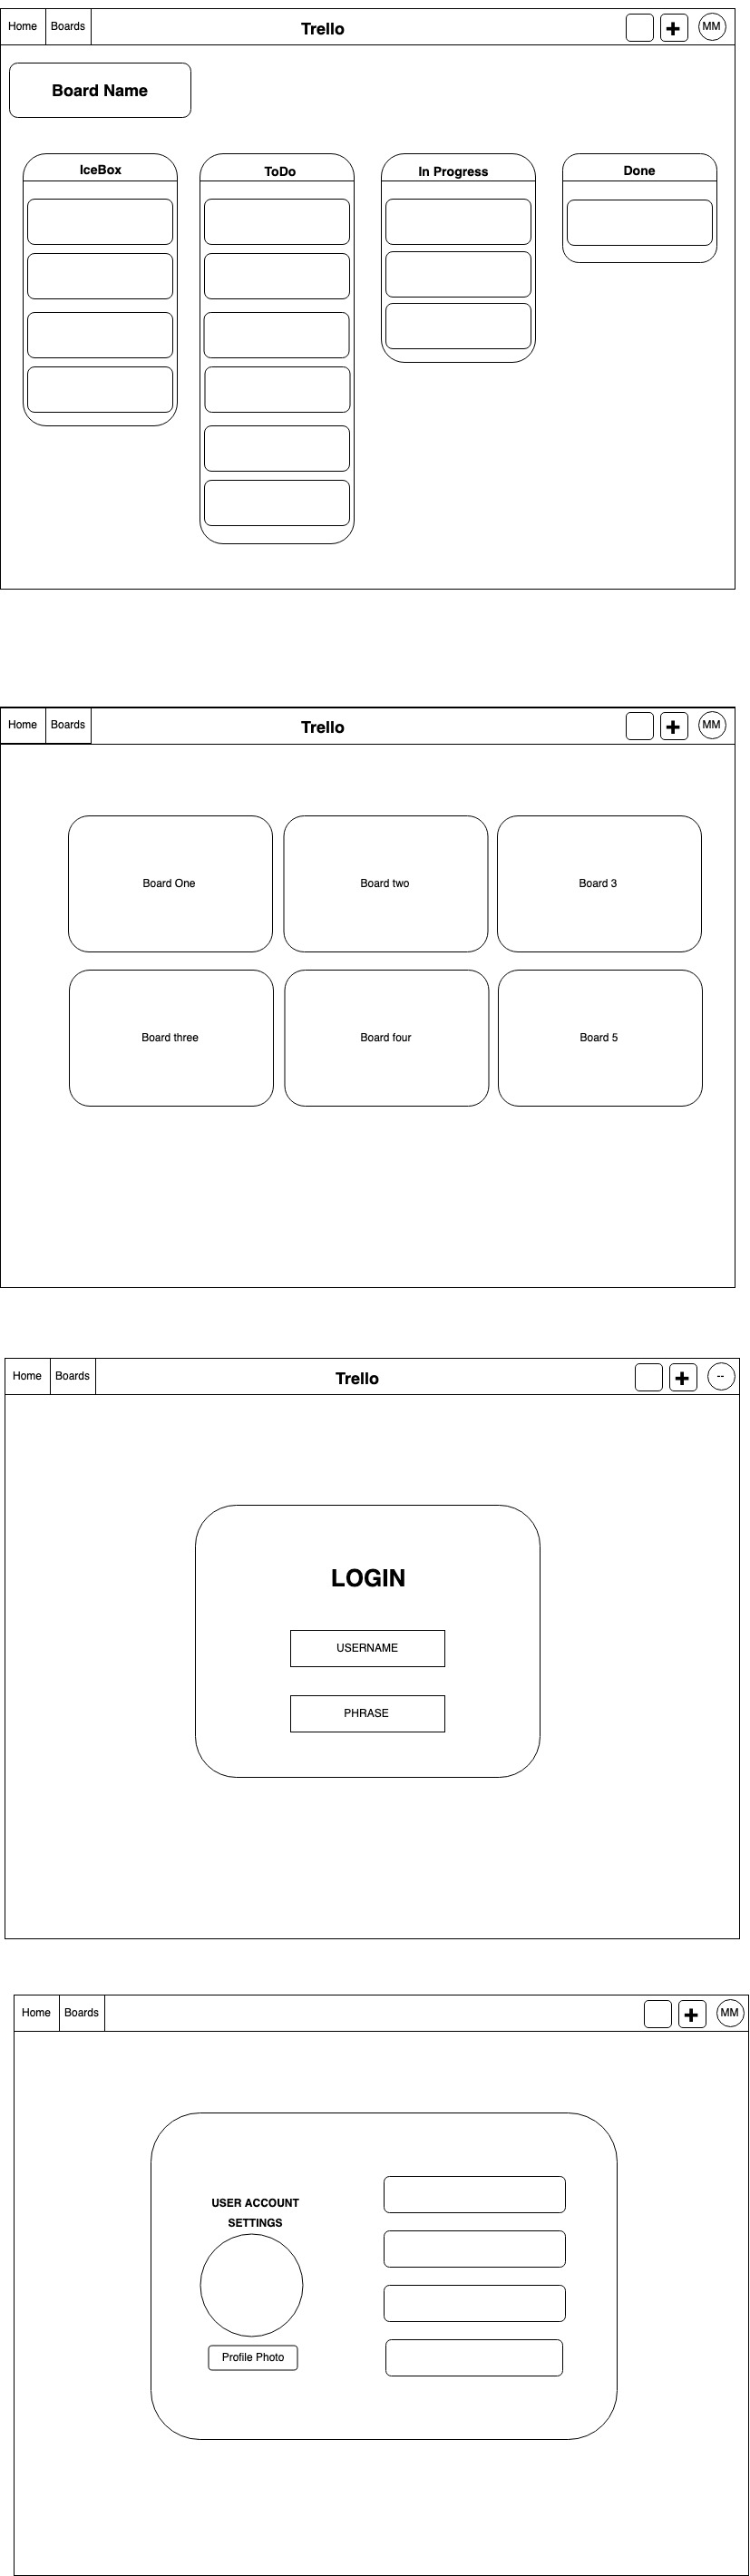 Home Boards Trello + MM
Board Name
IceBox ToDo In Progress Done
Home Boards Trello + MM
Board One Board two Board 3
Board three Board four Board 5
Home Boards Trello + --
LOGIN
USERNAME
PHRASE
Home Boards + MM
USER ACCOUNT
SETTINGS
Profile Photo